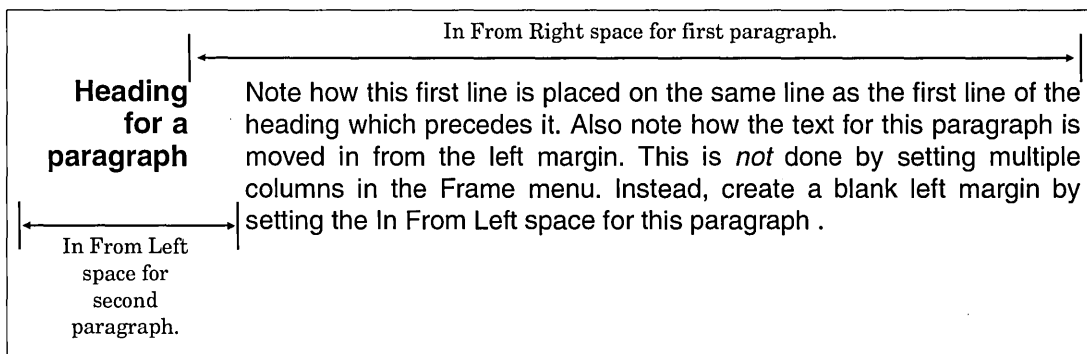 In From Right space for first paragraph.
Heading
for a
paragraph
Note how this first line is placed on the same line as the first line of the
heading which precedes it. Also note how the text for this paragraph is
moved in from the left margin. This is not done by setting multiple
columns in the Frame menu. Instead, create a blank left margin by
setting the In From Left space for this paragraph .
In From Left
space for
second
paragraph.